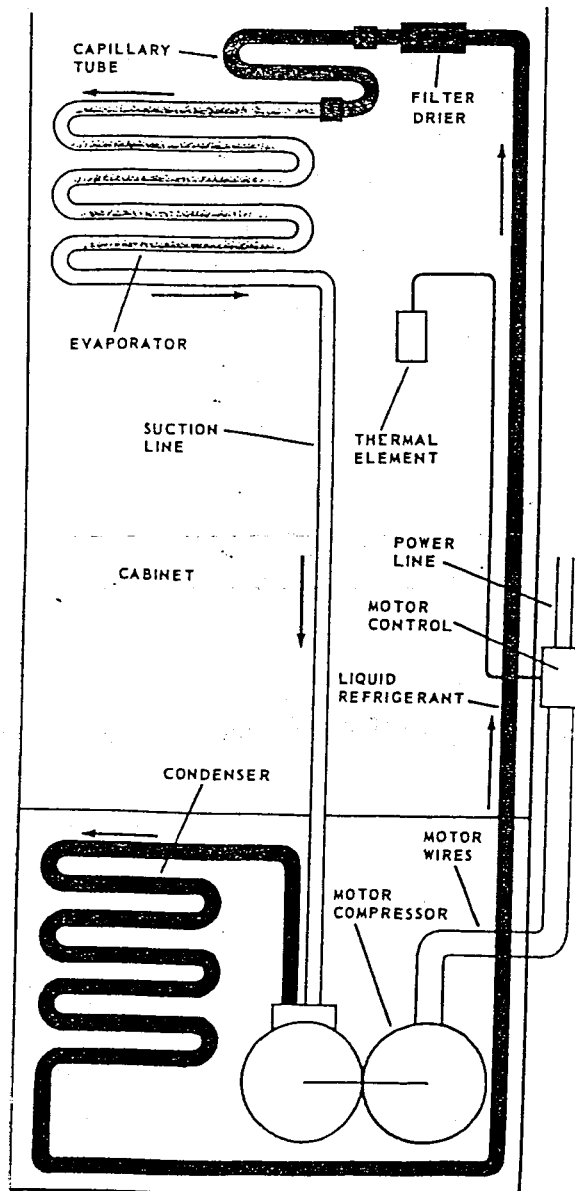 CAPILLARY
TUBE
FILTER
DRIER
EVAPORATOR
SUCTION
LINE
THERMAL
ELEMENT
POWER
LINE
CABINET
MOTOR
CONTROL
LIQUID
REFRIGERANT
CONDENSER
MOTOR
WIRES
MOTOR
COMPRESSOR